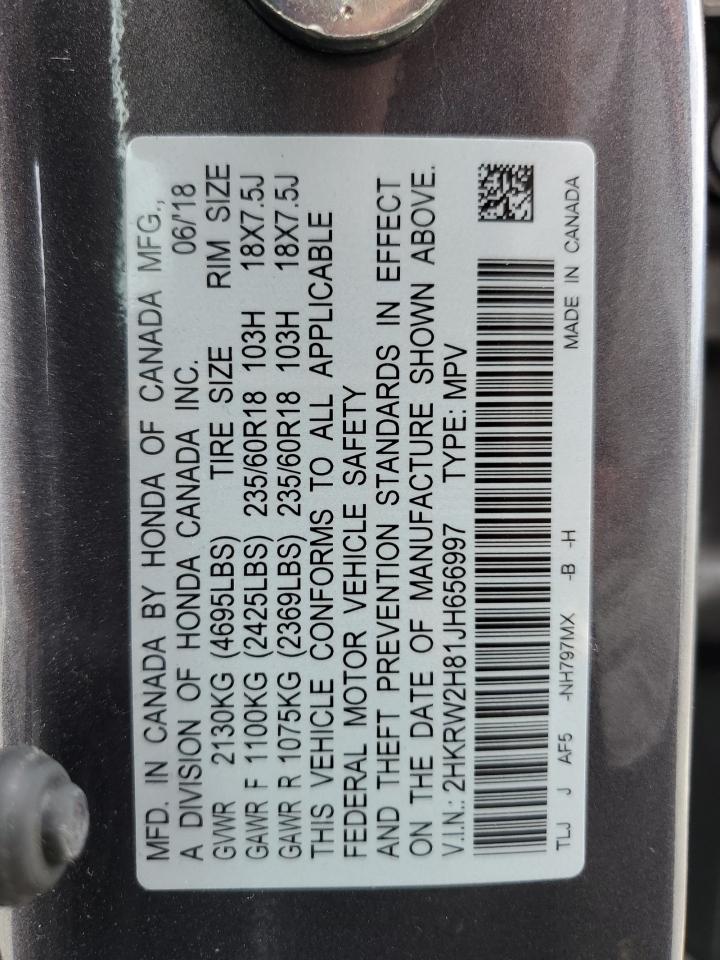 MFD. IN CANADA BY HONDA OF CANADA MFG.,
A DIVISION OF HONDA CANADA INC. 06/'18
GVWR 2130KG (4695LBS) TIRE SIZE RIM SIZE
GAWR F 1100KG (2425LBS) 235/60R18 103H 18X7.5J
GAWR R 1075KG (2369LBS) 235/60R18 103H 18X7.5J
THIS VEHICLE CONFORMS TO ALL APPLICABLE
FEDERAL MOTOR VEHICLE SAFETY
AND THEFT PREVENTION STANDARDS IN EFFECT
ON THE DATE OF MANUFACTURE SHOWN ABOVE.
V.I.N.: 2HKRW2H81JH656997 TYPE: MPV
TLJ J AF5 -NH797MX -B -H MADE IN CANADA